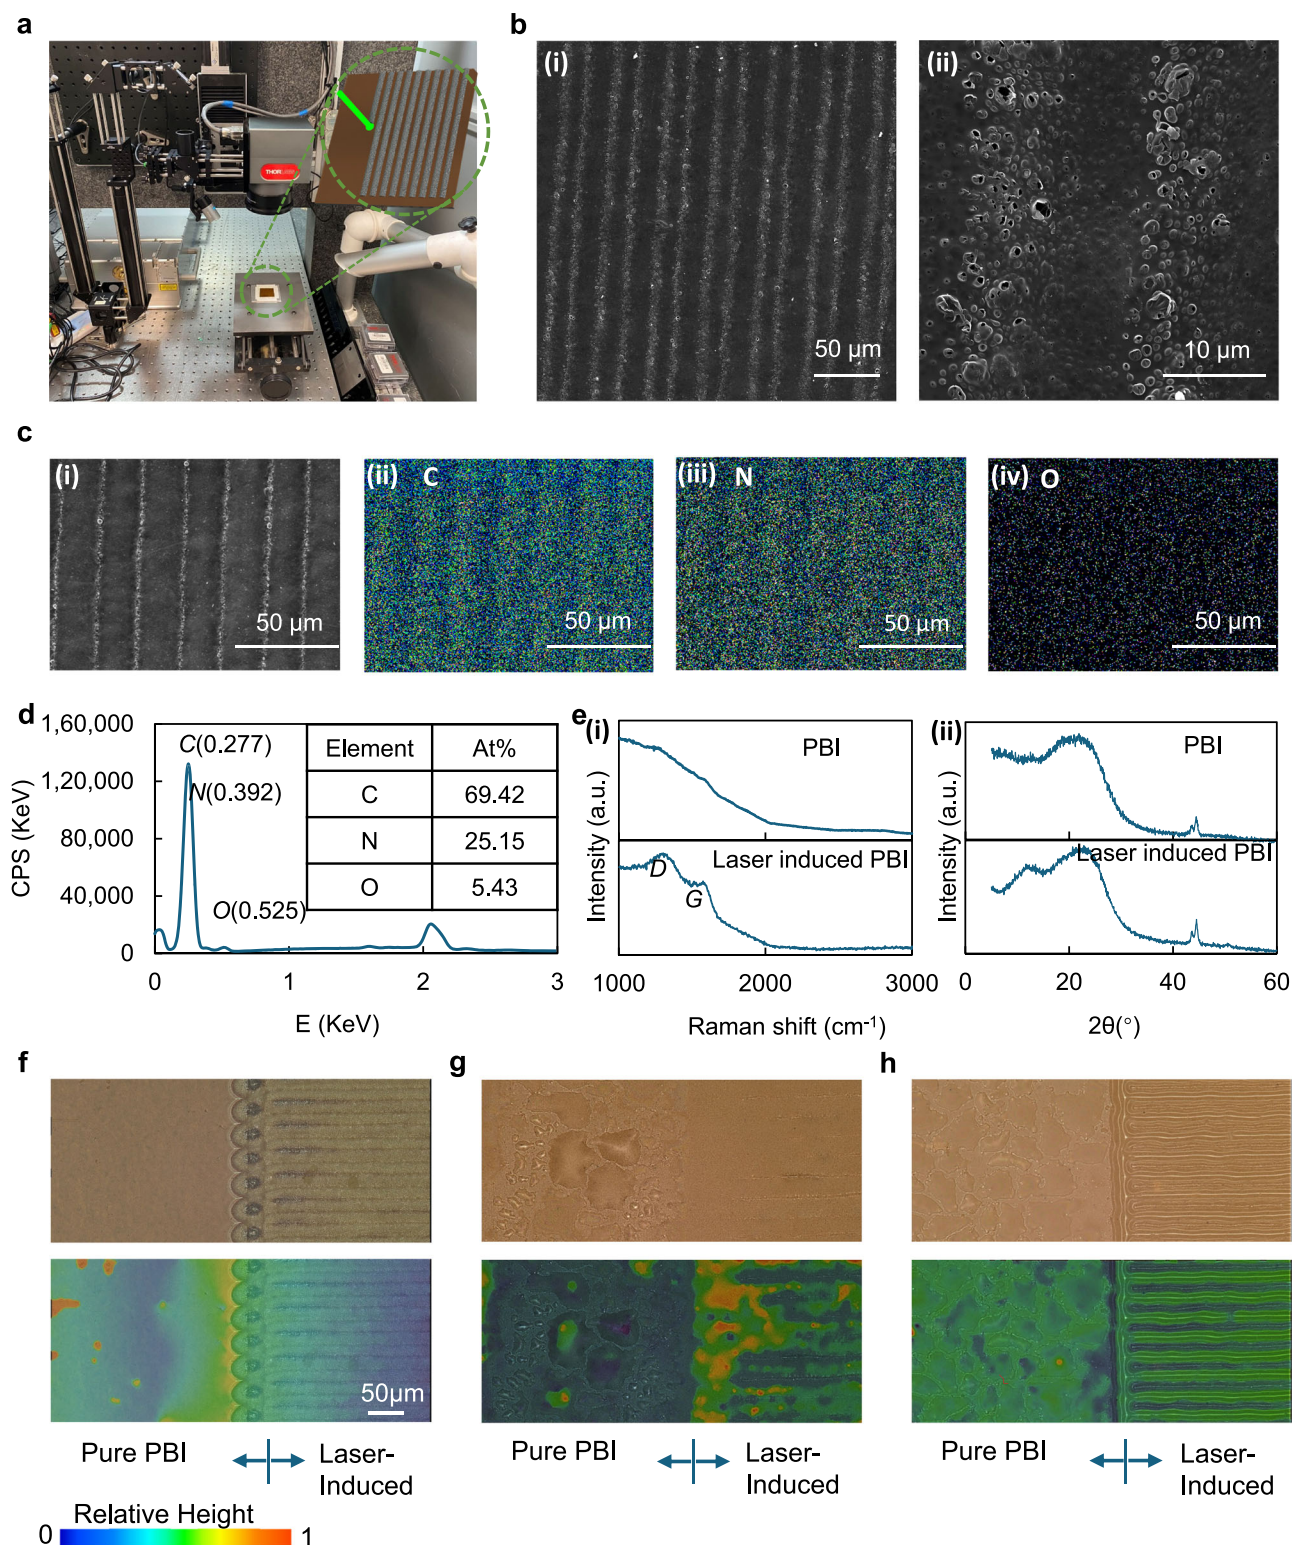 a
THORLABS
b
(i)
50 µm
(ii)
10 µm
c
(i)
50 µm
(ii) C
50 µm
(iii) N
50 µm
(iv) O
50 µm
d
1,60,000
1,20,000
80,000
40,000
0
CPS (KeV)
C(0.277)
N(0.392)
O(0.525)
Element At%
C 69.42
N 25.15
O 5.43
0 1 2 3
E (KeV)
e
(i)
PBI
Laser induced PBI
D
G
Intensity (a.u.)
1000 2000 3000
Raman shift (cm⁻¹)
(ii)
PBI
Laser induced PBI
Intensity (a.u.)
0 20 40 60
2θ(°)
f
50µm
Pure PBI
Laser-
Induced
g
Pure PBI
Laser-
Induced
h
Pure PBI
Laser-
Induced
Relative Height
0 1